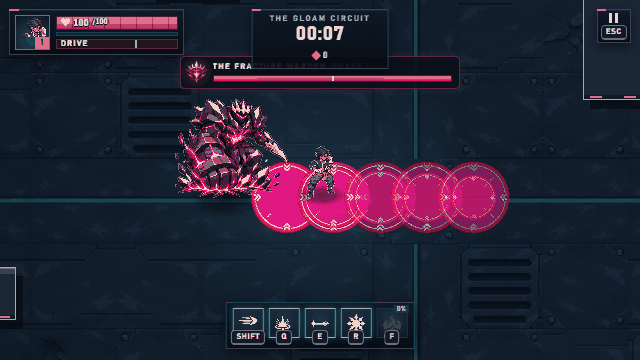 100/100
DRIVE
THE GLOAM CIRCUIT
00:07
0
ESC
THE FRA
SHIFT
Q
E
R
0%
F